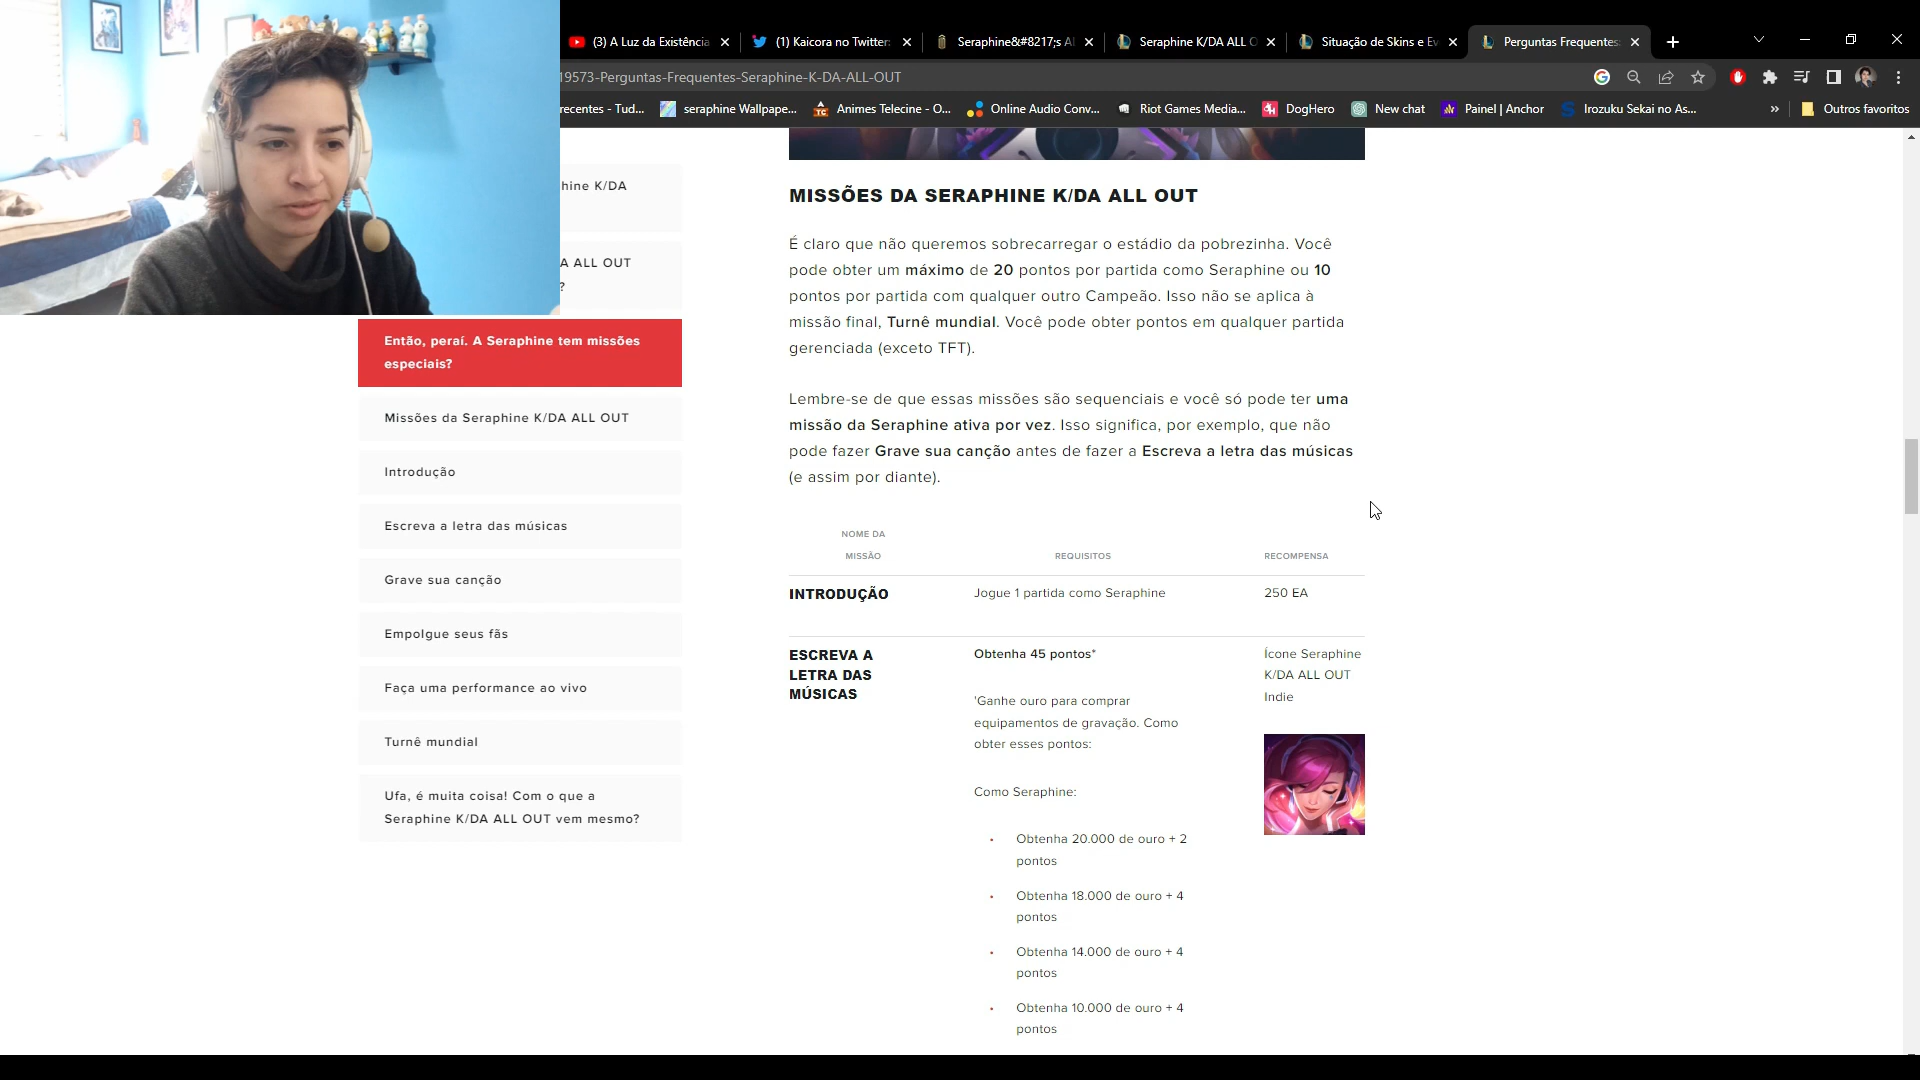 (3) A Luz da Existência
(1) Kaicora no Twitter:
Seraphine&#8217;s Al
Seraphine K/DA ALL O
Situação de Skins e Ev
Perguntas Frequentes:
19573-Perguntas-Frequentes-Seraphine-K-DA-ALL-OUT
recentes - Tud...
seraphine Wallpape...
Animes Telecine - O...
Online Audio Conv...
Riot Games Media...
DogHero
New chat
Painel | Anchor
Irozuku Sekai no As...
»
Outros favoritos
hine K/DA
A ALL OUT
?
Então, peraí. A Seraphine tem missões
especiais?
Missões da Seraphine K/DA ALL OUT
Introdução
Escreva a letra das músicas
Grave sua canção
Empolgue seus fãs
Faça uma performance ao vivo
Turnê mundial
Ufa, é muita coisa! Com o que a
Seraphine K/DA ALL OUT vem mesmo?
MISSÕES DA SERAPHINE K/DA ALL OUT
É claro que não queremos sobrecarregar o estádio da pobrezinha. Você
pode obter um máximo de 20 pontos por partida como Seraphine ou 10
pontos por partida com qualquer outro Campeão. Isso não se aplica à
missão final, Turnê mundial. Você pode obter pontos em qualquer partida
gerenciada (exceto TFT).
Lembre-se de que essas missões são sequenciais e você só pode ter uma
missão da Seraphine ativa por vez. Isso significa, por exemplo, que não
pode fazer Grave sua canção antes de fazer a Escreva a letra das músicas
(e assim por diante).
NOME DA
MISSÃO
REQUISITOS
RECOMPENSA
INTRODUÇÃO
Jogue 1 partida como Seraphine
250 EA
ESCREVA A
LETRA DAS
MÚSICAS
Obtenha 45 pontos*
'Ganhe ouro para comprar
equipamentos de gravação. Como
obter esses pontos:
Como Seraphine:
Obtenha 20.000 de ouro + 2
pontos
Obtenha 18.000 de ouro + 4
pontos
Obtenha 14.000 de ouro + 4
pontos
Obtenha 10.000 de ouro + 4
pontos
Ícone Seraphine
K/DA ALL OUT
Indie